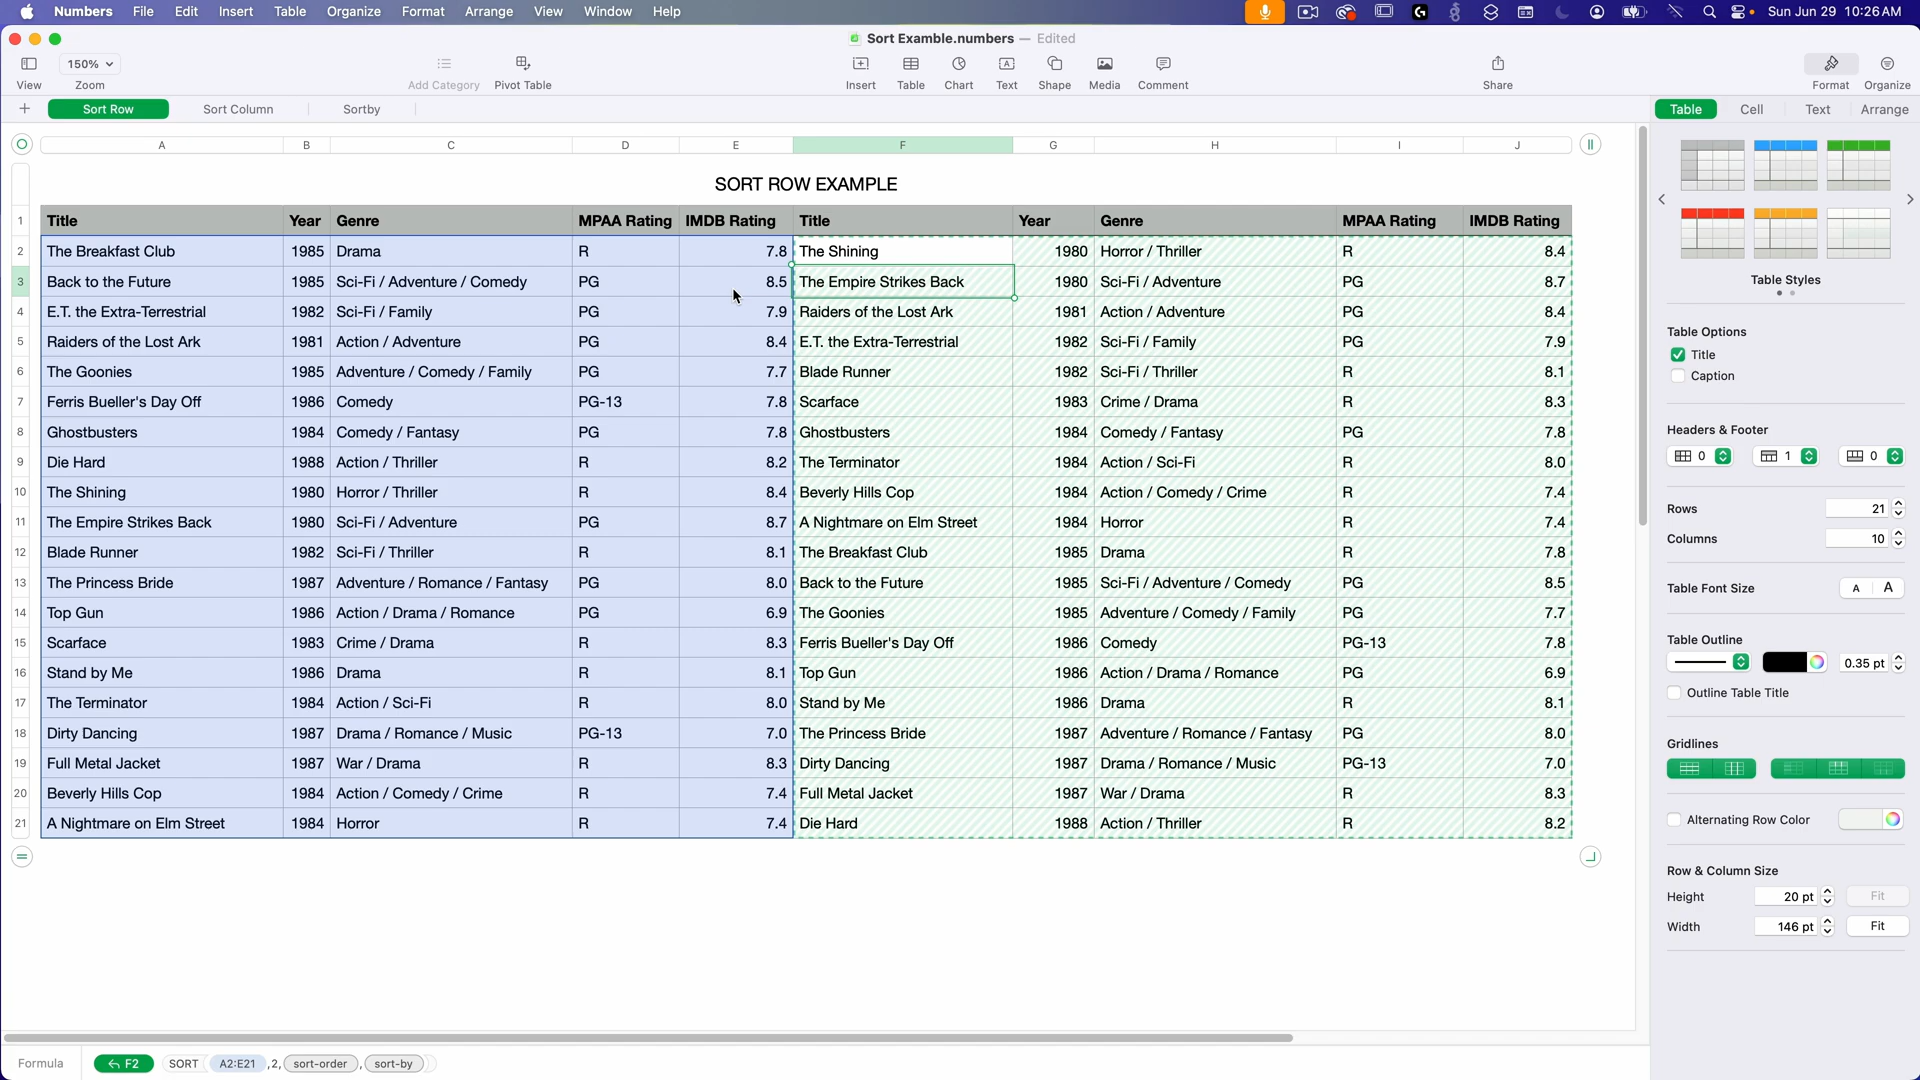 Numbers File Edit Insert Table Organize Format Arrange View Window Help Sun Jun 29 10:26 AM
Sort Examble.numbers — Edited
150%
View Zoom Add Category Pivot Table Insert Table Chart Text Shape Media Comment Share Format Organize
+ Sort Row Sort Column Sortby Table Cell Text Arrange
A B C D E F G H I J
SORT ROW EXAMPLE
1 Title Year Genre MPAA Rating IMDB Rating Title Year Genre MPAA Rating IMDB Rating
2 The Breakfast Club 1985 Drama R 7.8 The Shining 1980 Horror / Thriller R 8.4
3 Back to the Future 1985 Sci-Fi / Adventure / Comedy PG 8.5 The Empire Strikes Back 1980 Sci-Fi / Adventure PG 8.7
4 E.T. the Extra-Terrestrial 1982 Sci-Fi / Family PG 7.9 Raiders of the Lost Ark 1981 Action / Adventure PG 8.4
5 Raiders of the Lost Ark 1981 Action / Adventure PG 8.4 E.T. the Extra-Terrestrial 1982 Sci-Fi / Family PG 7.9
6 The Goonies 1985 Adventure / Comedy / Family PG 7.7 Blade Runner 1982 Sci-Fi / Thriller R 8.1
7 Ferris Bueller's Day Off 1986 Comedy PG-13 7.8 Scarface 1983 Crime / Drama R 8.3
8 Ghostbusters 1984 Comedy / Fantasy PG 7.8 Ghostbusters 1984 Comedy / Fantasy PG 7.8
9 Die Hard 1988 Action / Thriller R 8.2 The Terminator 1984 Action / Sci-Fi R 8.0
10 The Shining 1980 Horror / Thriller R 8.4 Beverly Hills Cop 1984 Action / Comedy / Crime R 7.4
11 The Empire Strikes Back 1980 Sci-Fi / Adventure PG 8.7 A Nightmare on Elm Street 1984 Horror R 7.4
12 Blade Runner 1982 Sci-Fi / Thriller R 8.1 The Breakfast Club 1985 Drama R 7.8
13 The Princess Bride 1987 Adventure / Romance / Fantasy PG 8.0 Back to the Future 1985 Sci-Fi / Adventure / Comedy PG 8.5
14 Top Gun 1986 Action / Drama / Romance PG 6.9 The Goonies 1985 Adventure / Comedy / Family PG 7.7
15 Scarface 1983 Crime / Drama R 8.3 Ferris Bueller's Day Off 1986 Comedy PG-13 7.8
16 Stand by Me 1986 Drama R 8.1 Top Gun 1986 Action / Drama / Romance PG 6.9
17 The Terminator 1984 Action / Sci-Fi R 8.0 Stand by Me 1986 Drama R 8.1
18 Dirty Dancing 1987 Drama / Romance / Music PG-13 7.0 The Princess Bride 1987 Adventure / Romance / Fantasy PG 8.0
19 Full Metal Jacket 1987 War / Drama R 8.3 Dirty Dancing 1987 Drama / Romance / Music PG-13 7.0
20 Beverly Hills Cop 1984 Action / Comedy / Crime R 7.4 Full Metal Jacket 1987 War / Drama R 8.3
21 A Nightmare on Elm Street 1984 Horror R 7.4 Die Hard 1988 Action / Thriller R 8.2
Table Styles
Table Options
Title
Caption
Headers & Footer
0 1 0
Rows 21
Columns 10
Table Font Size A A
Table Outline
0.35 pt
Outline Table Title
Gridlines
Alternating Row Color
Row & Column Size
Height 20 pt Fit
Width 146 pt Fit
Formula F2 SORT A2:E21 ,2, sort-order , sort-by